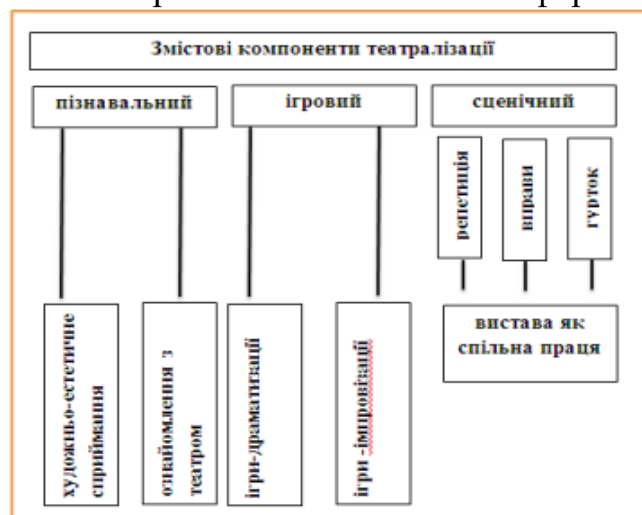 Змістові компоненти театралізації
пізнавальний
ігровий
сценічний
репетиція
вправи
гурток
художньо-естетичне
сприймання
ознайомлення з
театром
ігри-драматизації
ігри -імпровізації
вистава як
спільна праця